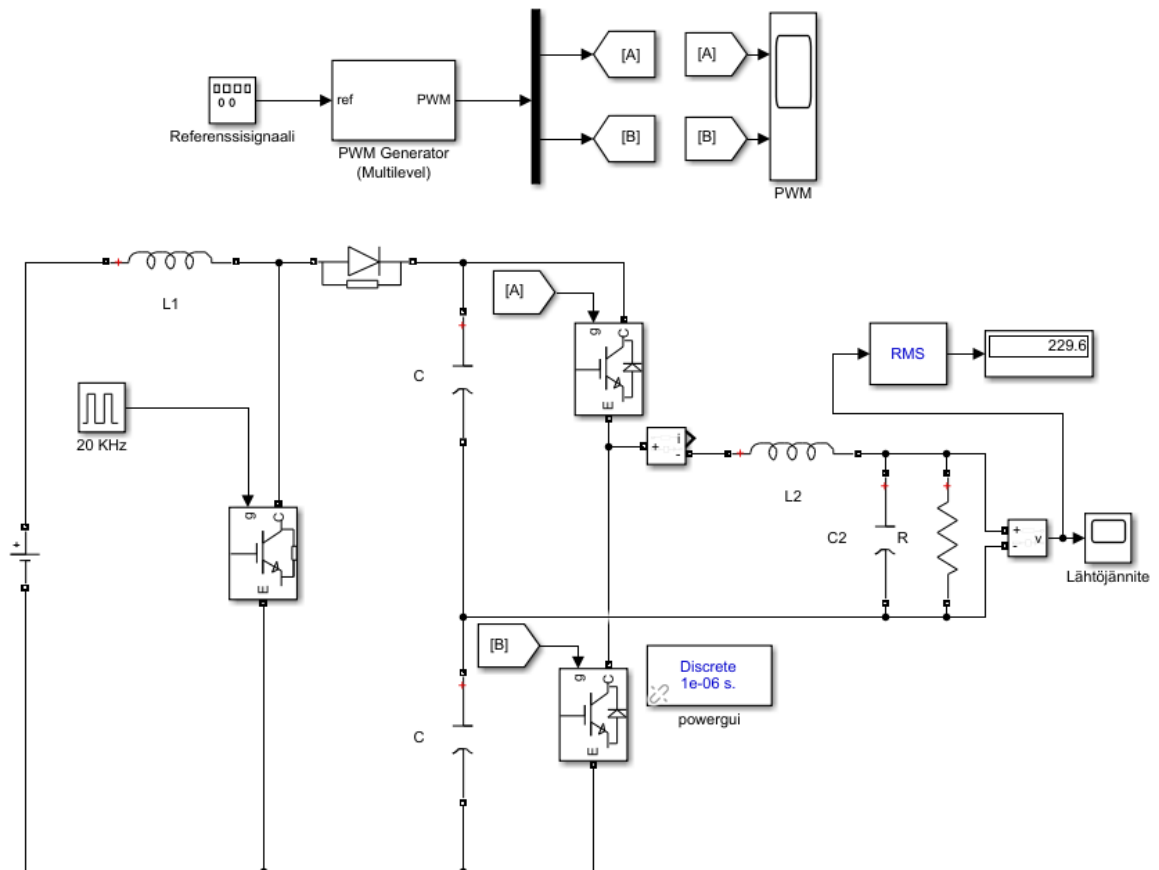 [A]
[A]
ref
PWM
0 0
Referenssisignaali
PWM Generator
(Multilevel)
[B]
[B]
PWM
+
L1
[A]
g
C
E
RMS
229.6
C
20 KHz
i
+
-
+
L2
+
+
+
g
C
E
+
C2
R
+
-
v
Lähtöjännite
[B]
g
C
E
Discrete
1e-06 s.
powergui
+
C